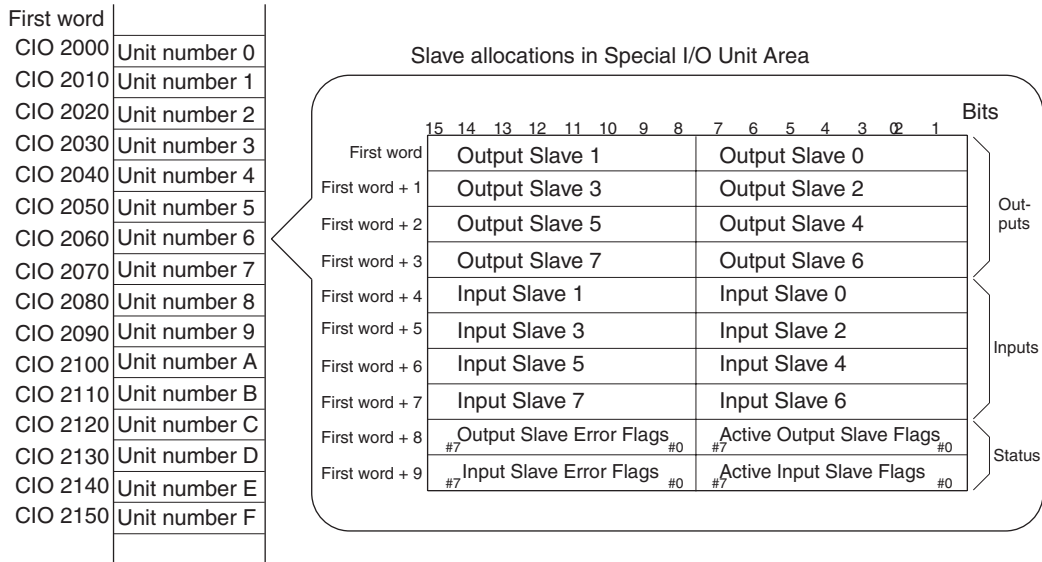 First word
CIO 2000 Unit number 0
CIO 2010 Unit number 1
CIO 2020 Unit number 2
CIO 2030 Unit number 3
CIO 2040 Unit number 4
CIO 2050 Unit number 5
CIO 2060 Unit number 6
CIO 2070 Unit number 7
CIO 2080 Unit number 8
CIO 2090 Unit number 9
CIO 2100 Unit number A
CIO 2110 Unit number B
CIO 2120 Unit number C
CIO 2130 Unit number D
CIO 2140 Unit number E
CIO 2150 Unit number F
Slave allocations in Special I/O Unit Area
Bits
15 14 13 12 11 10 9 8 7 6 5 4 3 02 1
First word Output Slave 1 Output Slave 0
First word + 1 Output Slave 3 Output Slave 2
First word + 2 Output Slave 5 Output Slave 4
First word + 3 Output Slave 7 Output Slave 6
Out-
puts
First word + 4 Input Slave 1 Input Slave 0
First word + 5 Input Slave 3 Input Slave 2
First word + 6 Input Slave 5 Input Slave 4
First word + 7 Input Slave 7 Input Slave 6
Inputs
First word + 8 #7 Output Slave Error Flags #0 #7 Active Output Slave Flags #0
First word + 9 #7 Input Slave Error Flags #0 #7 Active Input Slave Flags #0
Status